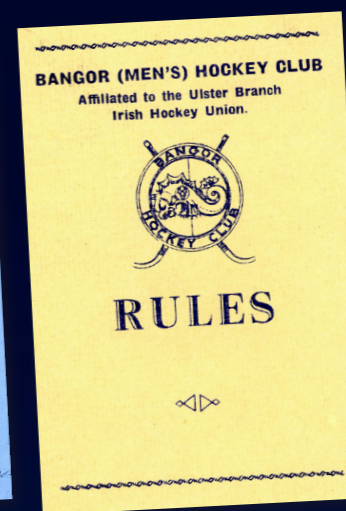 BANGOR (MEN'S) HOCKEY CLUB
Affiliated to the Ulster Branch
Irish Hockey Union.
BANGOR
HOCKEY CLUB
RULES